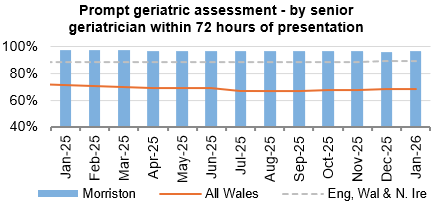 Prompt geriatric assessment - by senior
geriatrician within 72 hours of presentation
100%
80%
60%
40%
Jan-25
Feb-25
Mar-25
Apr-25
May-25
Jun-25
Jul-25
Aug-25
Sep-25
Oct-25
Nov-25
Dec-25
Jan-26
Morriston All Wales Eng, Wal & N. Ire